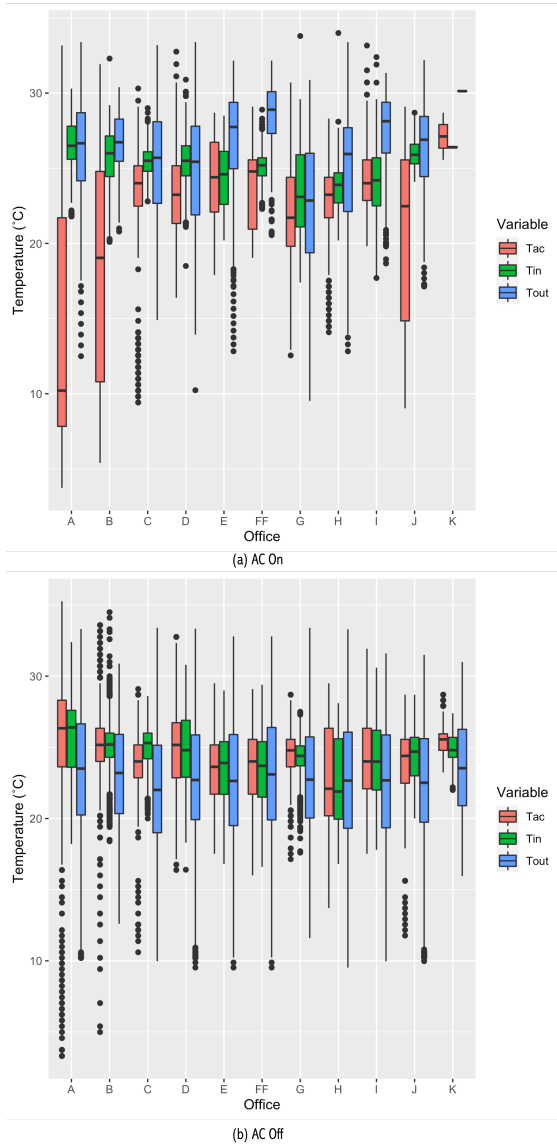 30
20
10
Temperature (°C)
A B C D E FF G H I J K
Office
Variable
Tac
Tin
Tout
(a) AC On
30
20
10
Temperature (°C)
A B C D E FF G H I J K
Office
Variable
Tac
Tin
Tout
(b) AC Off